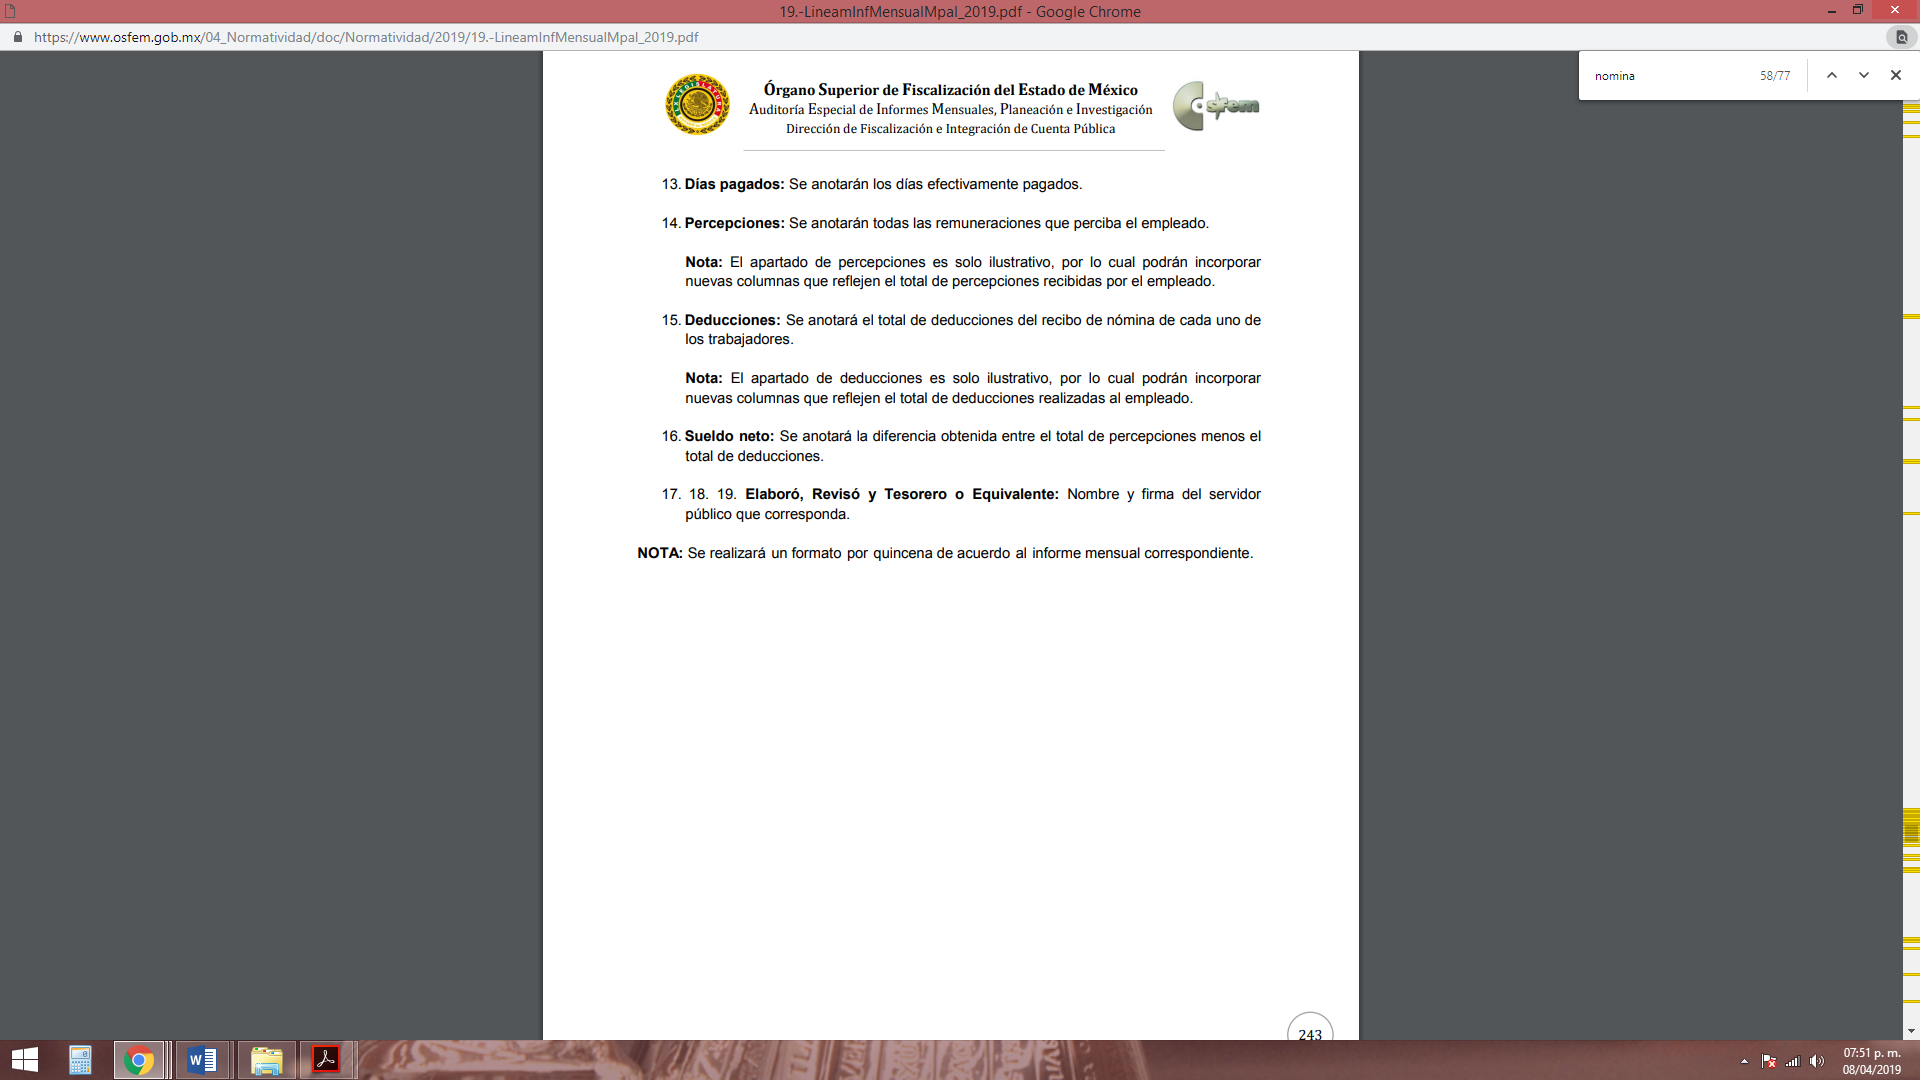 19.-LineamInfMensualMpal_2019.pdf - Google Chrome
https://www.osfem.gob.mx/04_Normatividad/doc/Normatividad/2019/19.-LineamInfMensualMpal_2019.pdf
nomina 58/77
Órgano Superior de Fiscalización del Estado de México
Auditoría Especial de Informes Mensuales, Planeación e Investigación
Dirección de Fiscalización e Integración de Cuenta Pública
osfem
13. Días pagados: Se anotarán los días efectivamente pagados.
14. Percepciones: Se anotarán todas las remuneraciones que perciba el empleado.
Nota: El apartado de percepciones es solo ilustrativo, por lo cual podrán incorporar
nuevas columnas que reflejen el total de percepciones recibidas por el empleado.
15. Deducciones: Se anotará el total de deducciones del recibo de nómina de cada uno de
los trabajadores.
Nota: El apartado de deducciones es solo ilustrativo, por lo cual podrán incorporar
nuevas columnas que reflejen el total de deducciones realizadas al empleado.
16. Sueldo neto: Se anotará la diferencia obtenida entre el total de percepciones menos el
total de deducciones.
17. 18. 19. Elaboró, Revisó y Tesorero o Equivalente: Nombre y firma del servidor
público que corresponda.
NOTA: Se realizará un formato por quincena de acuerdo al informe mensual correspondiente.
243
07:51 p. m.
08/04/2019